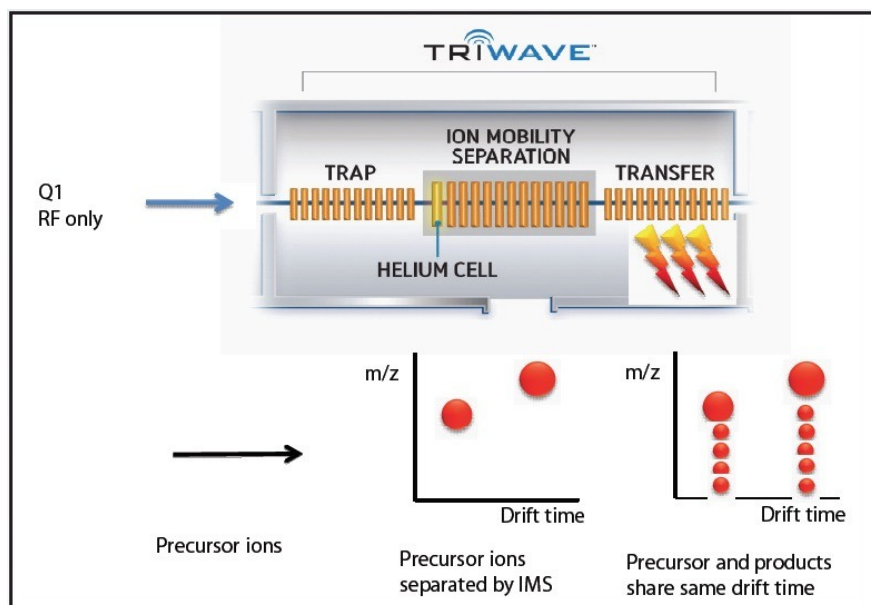 TRIWAVE™
ION MOBILITY
SEPARATION
TRAP
TRANSFER
Q1
RF only
HELIUM CELL
m/z
Drift time
m/z
Drift time
Precursor ions
Precursor ions
separated by IMS
Precursor and products
share same drift time